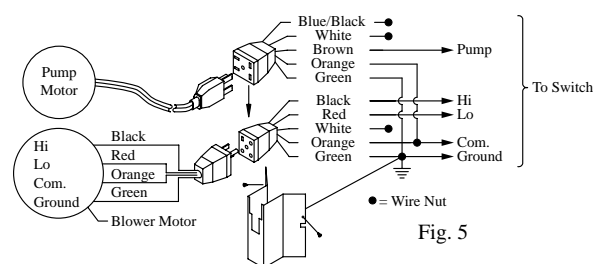 Blue/Black
White
Brown
Pump
Orange
Green
Pump
Motor
To Switch
Black
Hi
Red
Lo
White
Orange
Com.
Green
Ground
Hi
Lo
Com.
Ground
Black
Red
Orange
Green
Blower Motor
= Wire Nut
Fig. 5